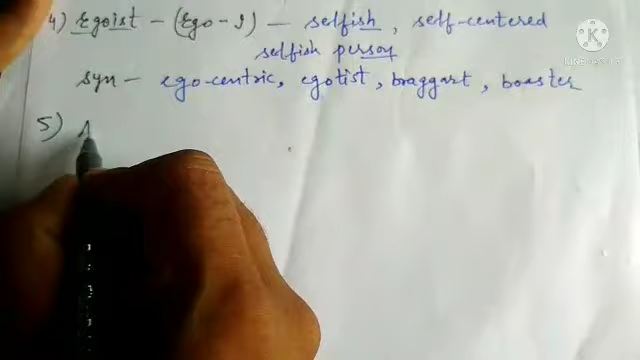 4) Egoist - (Ego - I) - selfish, self-centered
selfish person
syn - ego-centric, egotist, braggart, boaster
5)